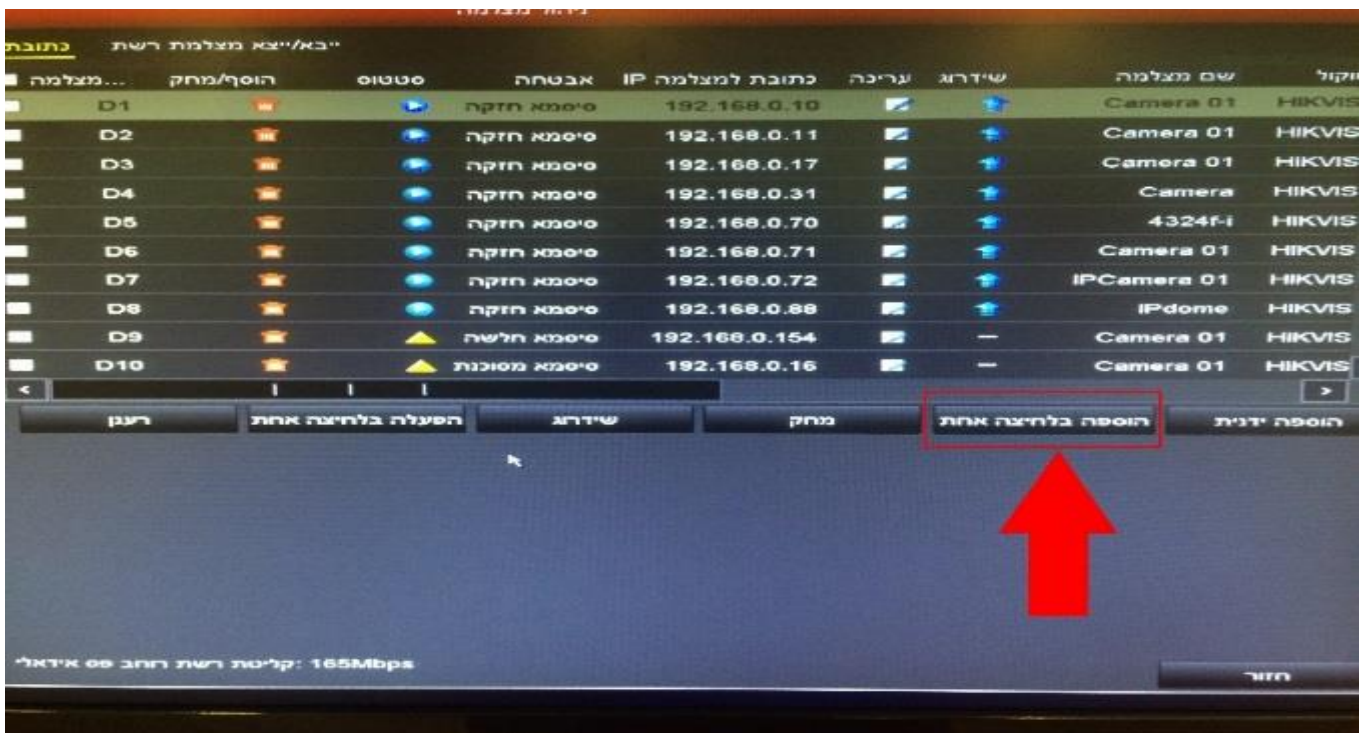 ניהול מצלמה
כתובת ייבא/ייצא מצלמת רשת
מצלמה... הוסף/מחק סטטוס אבטחה כתובת למצלמה IP עריכה שידרוג שם מצלמה
D1 סיסמא חזקה 192.168.0.10 Camera 01 HIKVIS
D2 סיסמא חזקה 192.168.0.11 Camera 01 HIKVIS
D3 סיסמא חזקה 192.168.0.17 Camera 01 HIKVIS
D4 סיסמא חזקה 192.168.0.31 Camera HIKVIS
D5 סיסמא חזקה 192.168.0.70 4324f-i HIKVIS
D6 סיסמא חזקה 192.168.0.71 Camera 01 HIKVIS
D7 סיסמא חזקה 192.168.0.72 IPCamera 01 HIKVIS
D8 סיסמא חזקה 192.168.0.88 IPdome HIKVIS
D9 סיסמא חלשה 192.168.0.154 — Camera 01 HIKVIS
D10 סיסמא מסוכנת 192.168.0.16 — Camera 01 HIKVIS
רענן הפעלה בלחיצה אחת שידרוג מחק הוספה בלחיצה אחת הוספה ידנית
קליטת רשת רוחב פס אידאלי: 165Mbps
חזור